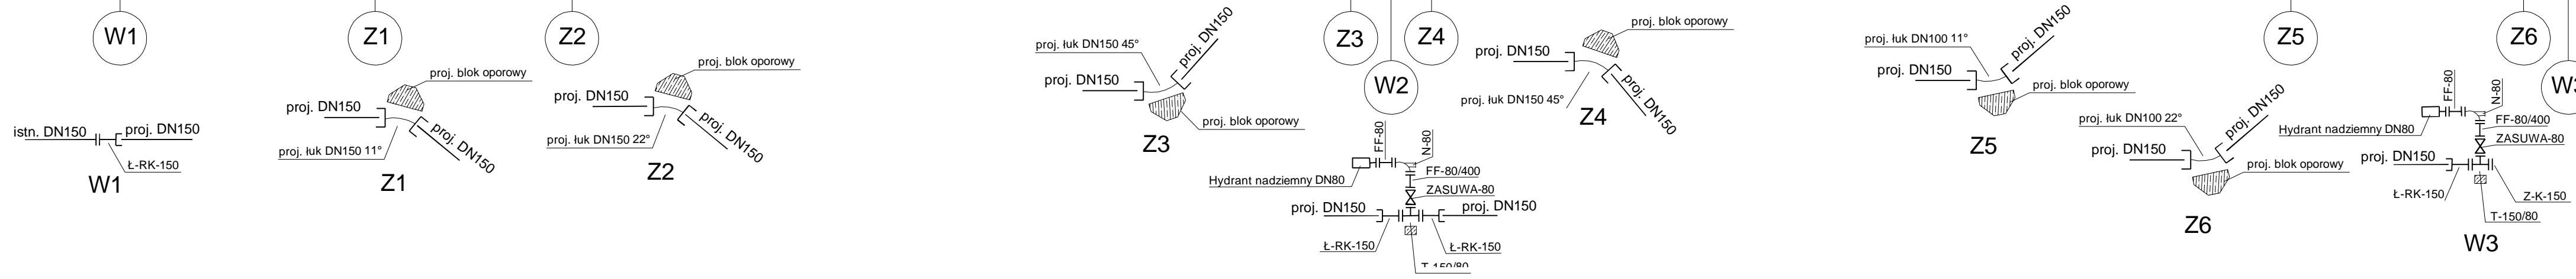 W1
istn. DN150
proj. DN150
Ł-RK-150
W1
Z1
proj. blok oporowy
proj. DN150
proj. DN150
proj. łuk DN150 11°
Z1
Z2
proj. blok oporowy
proj. DN150
proj. DN150
proj. łuk DN150 22°
Z2
proj. łuk DN150 45°
proj. DN150
proj. DN150
proj. blok oporowy
Z3
Z3
W2
Z4
FF-80
N-80
Hydrant nadziemny DN80
FF-80/400
ZASUWA-80
proj. DN150
proj. DN150
Ł-RK-150
Ł-RK-150
T-150/80
proj. blok oporowy
proj. DN150
proj. DN150
proj. łuk DN150 45°
Z4
proj. łuk DN100 11°
proj. DN150
proj. DN150
proj. blok oporowy
Z5
proj. łuk DN100 22°
proj. DN150
proj. DN150
proj. blok oporowy
Z6
Z5
Z6
W3
FF-80
N-80
Hydrant nadziemny DN80
FF-80/400
ZASUWA-80
proj. DN150
Ł-RK-150
Z-K-150
T-150/80
W3